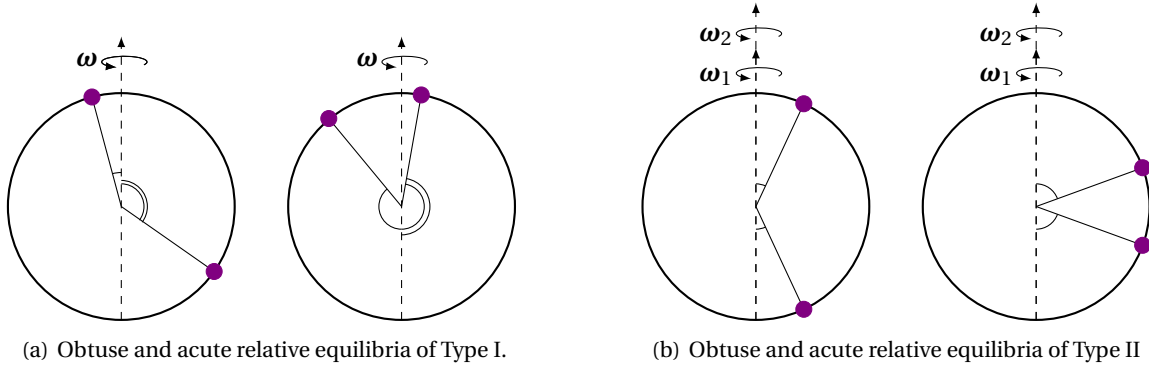 ω
ω
ω₂
ω₁
ω₂
ω₁
(a) Obtuse and acute relative equilibria of Type I.
(b) Obtuse and acute relative equilibria of Type II